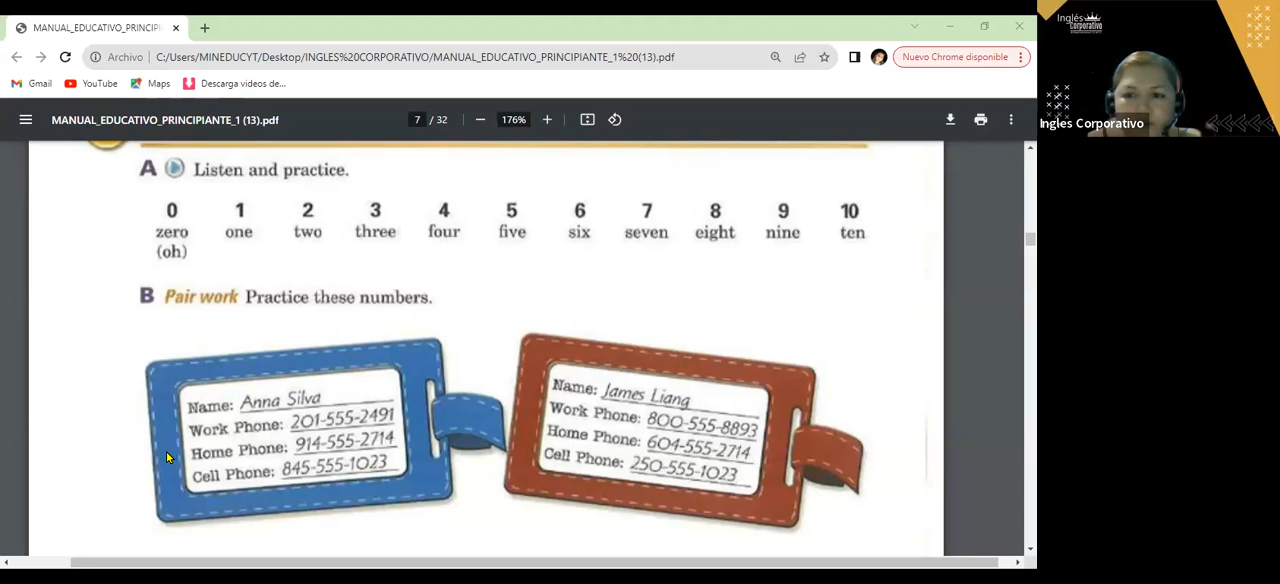 MANUAL_EDUCATIVO_PRINCIPI
Archivo
C:/Users/MINEDUCYT/Desktop/INGLES%20CORPORATIVO/MANUAL_EDUCATIVO_PRINCIPIANTE_1%20(13).pdf
Nuevo Chrome disponible
Gmail
YouTube
Maps
Descarga videos de...
MANUAL_EDUCATIVO_PRINCIPIANTE_1 (13).pdf
7 / 32
176%
A Listen and practice.
0 1 2 3 4 5 6 7 8 9 10
zero one two three four five six seven eight nine ten
(oh)
B Pair work Practice these numbers.
Name: Anna Silva
Work Phone: 201-555-2491
Home Phone: 914-555-2714
Cell Phone: 845-555-1023
Name: James Liang
Work Phone: 800-555-8893
Home Phone: 604-555-2714
Cell Phone: 250-555-1023
Inglés
Corporativo
Ingles Corporativo